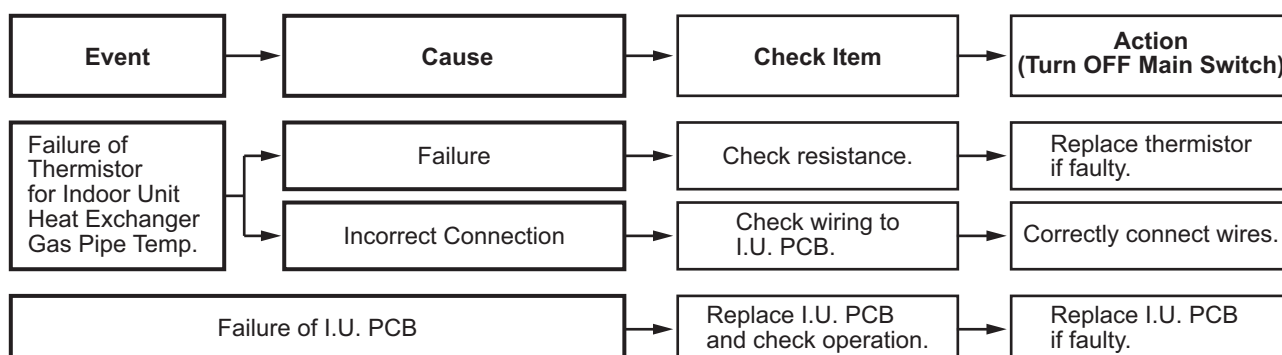 Event
Cause
Check Item
Action
(Turn OFF Main Switch)
Failure of
Thermistor
for Indoor Unit
Heat Exchanger
Gas Pipe Temp.
Failure
Check resistance.
Replace thermistor
if faulty.
Incorrect Connection
Check wiring to
I.U. PCB.
Correctly connect wires.
Failure of I.U. PCB
Replace I.U. PCB
and check operation.
Replace I.U. PCB
if faulty.